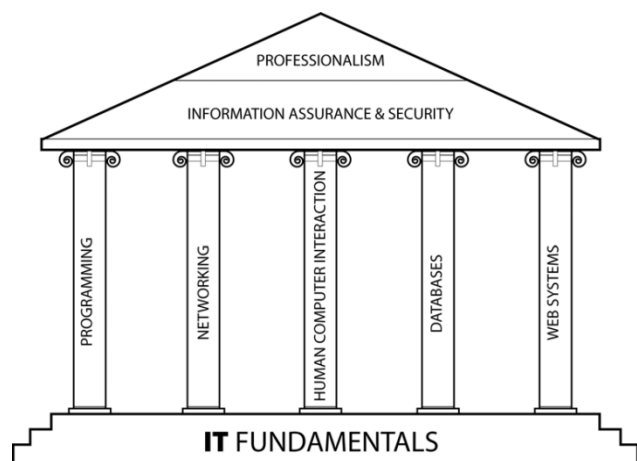 PROFESSIONALISM
INFORMATION ASSURANCE & SECURITY
PROGRAMMING
NETWORKING
HUMAN COMPUTER INTERACTION
DATABASES
WEB SYSTEMS
IT FUNDAMENTALS